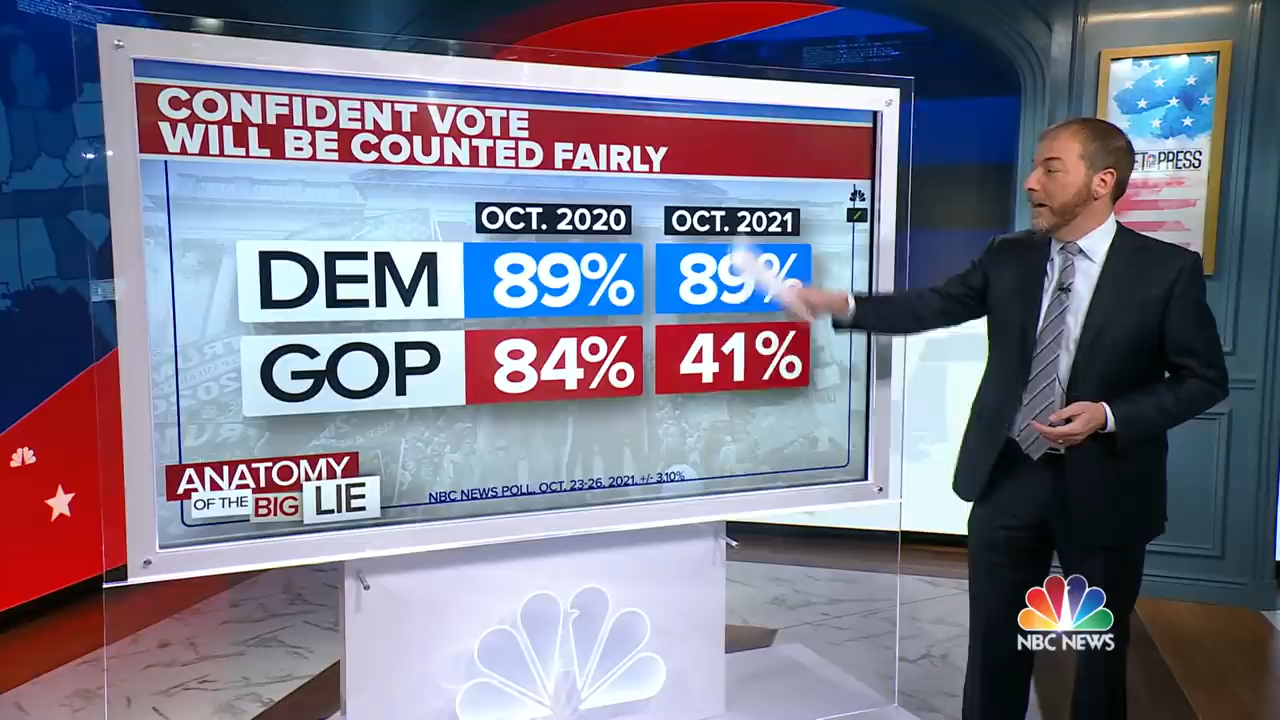 CONFIDENT VOTE
WILL BE COUNTED FAIRLY
OCT. 2020 OCT. 2021
DEM 89% 89%
GOP 84% 41%
ANATOMY
OF THE BIG LIE
NBC NEWS POLL, OCT. 23-26, 2021, +/- 3.10%
PRESS
NBC NEWS